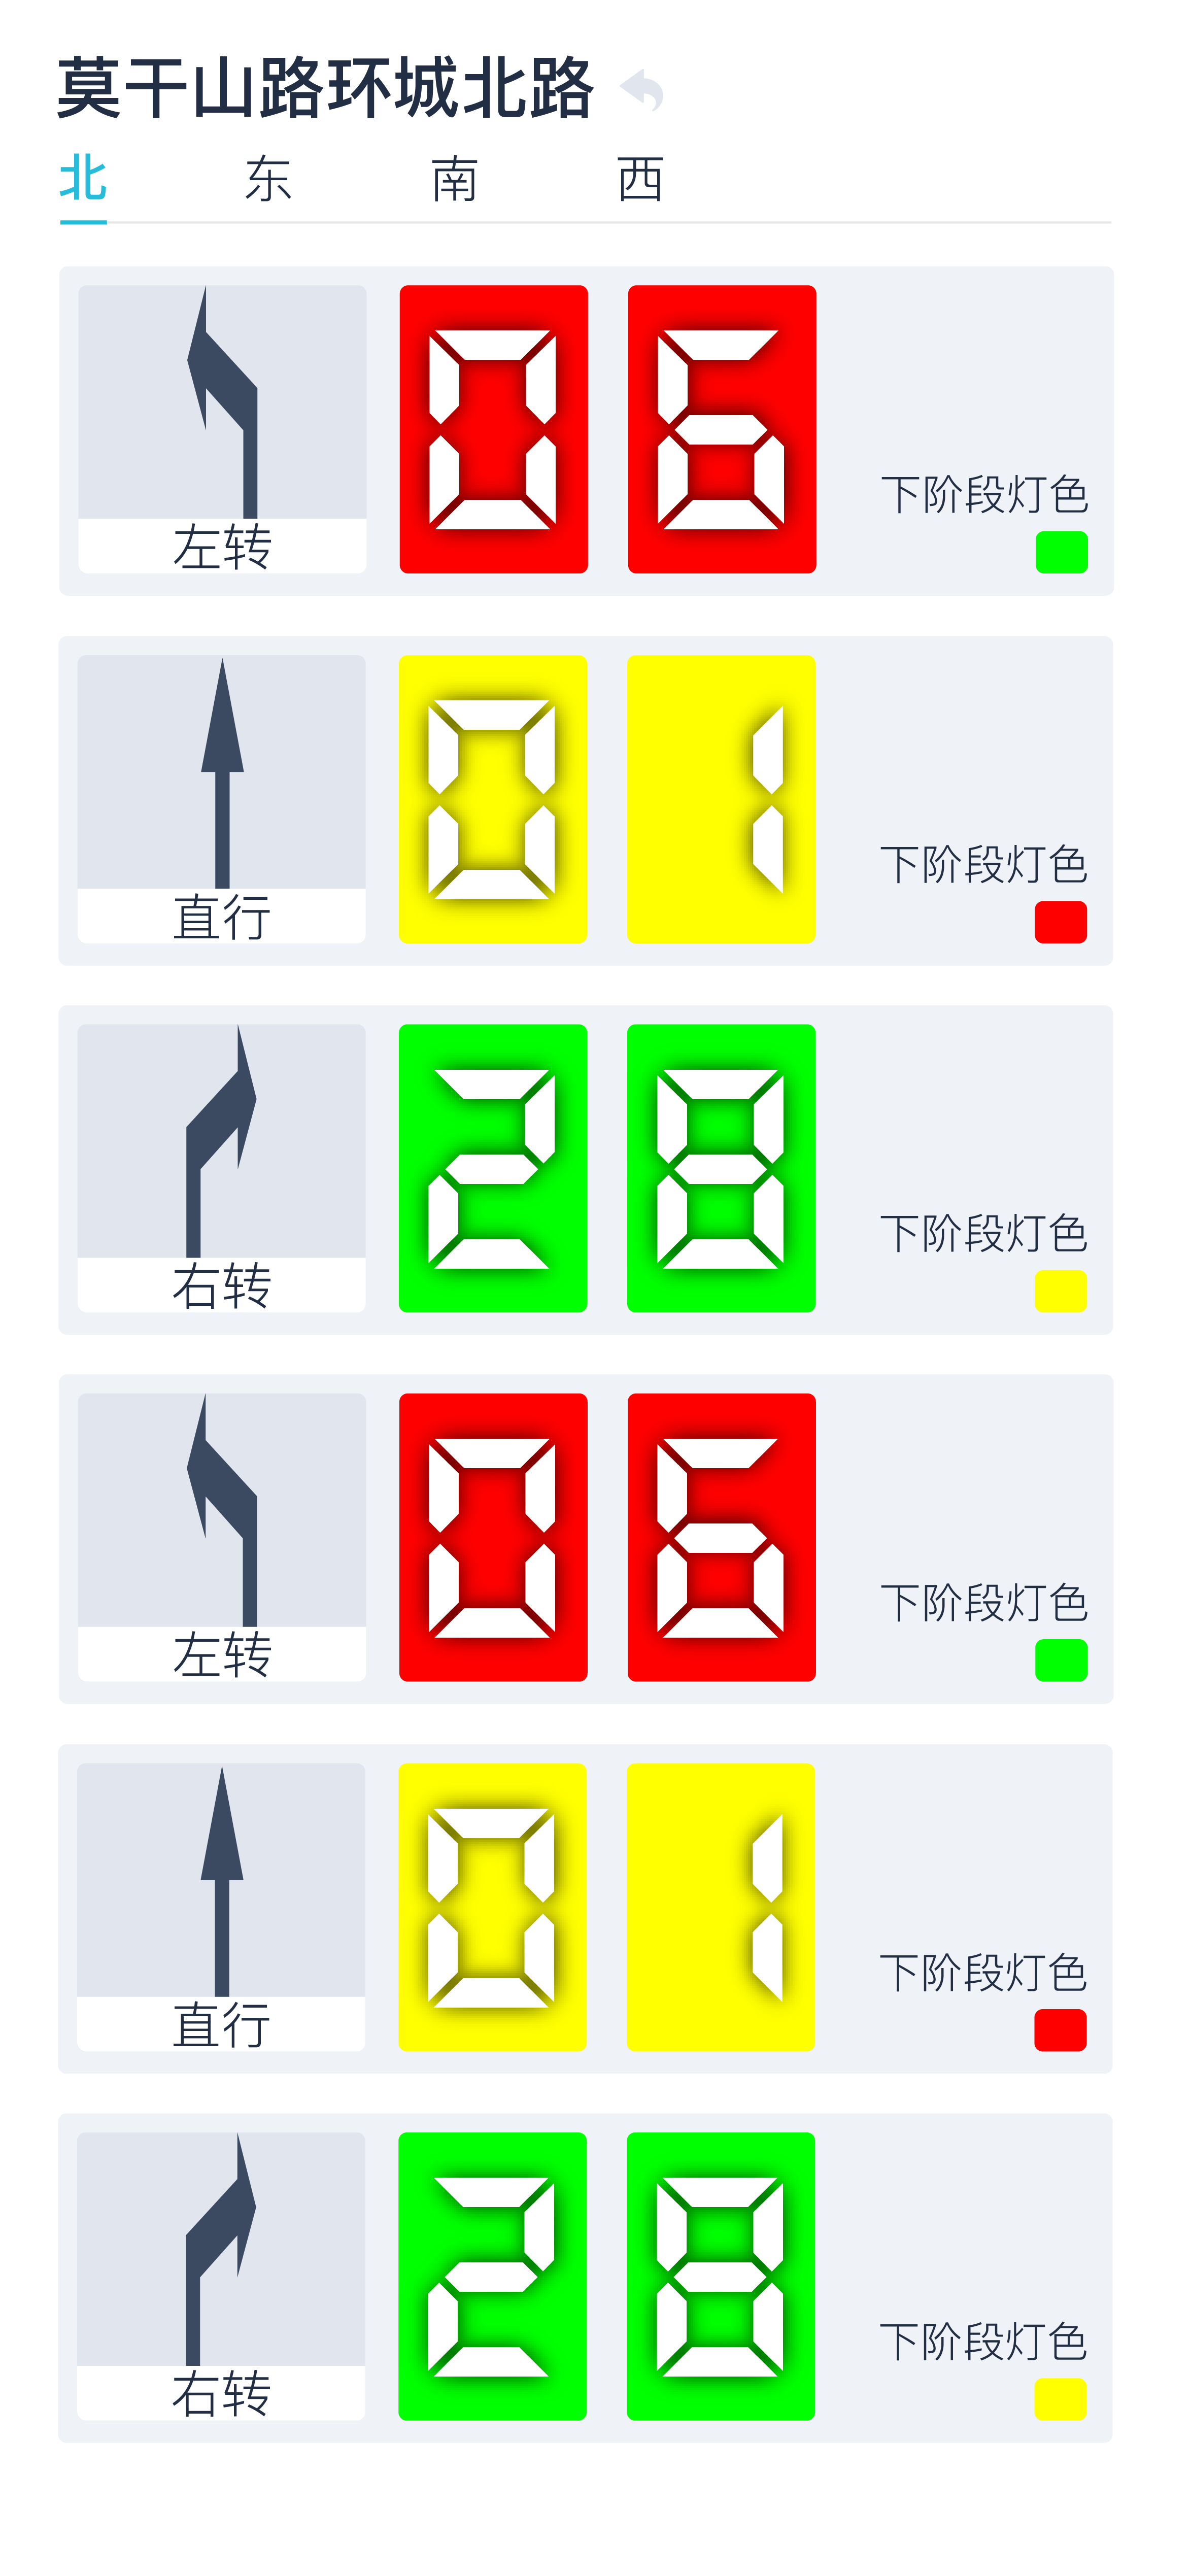 莫干山路环城北路
北 东 南 西
06
下阶段灯色
左转
01
下阶段灯色
直行
28
下阶段灯色
右转
06
下阶段灯色
左转
01
下阶段灯色
直行
28
下阶段灯色
右转